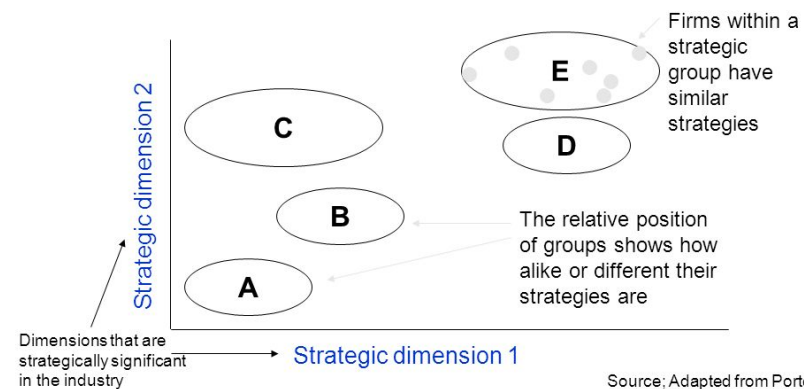 Firms within a
strategic
group have
similar
strategies
E
C
D
B
A
The relative position
of groups shows how
alike or different their
strategies are
Strategic dimension 2
Dimensions that are
strategically significant
in the industry
Strategic dimension 1
Source; Adapted from Port